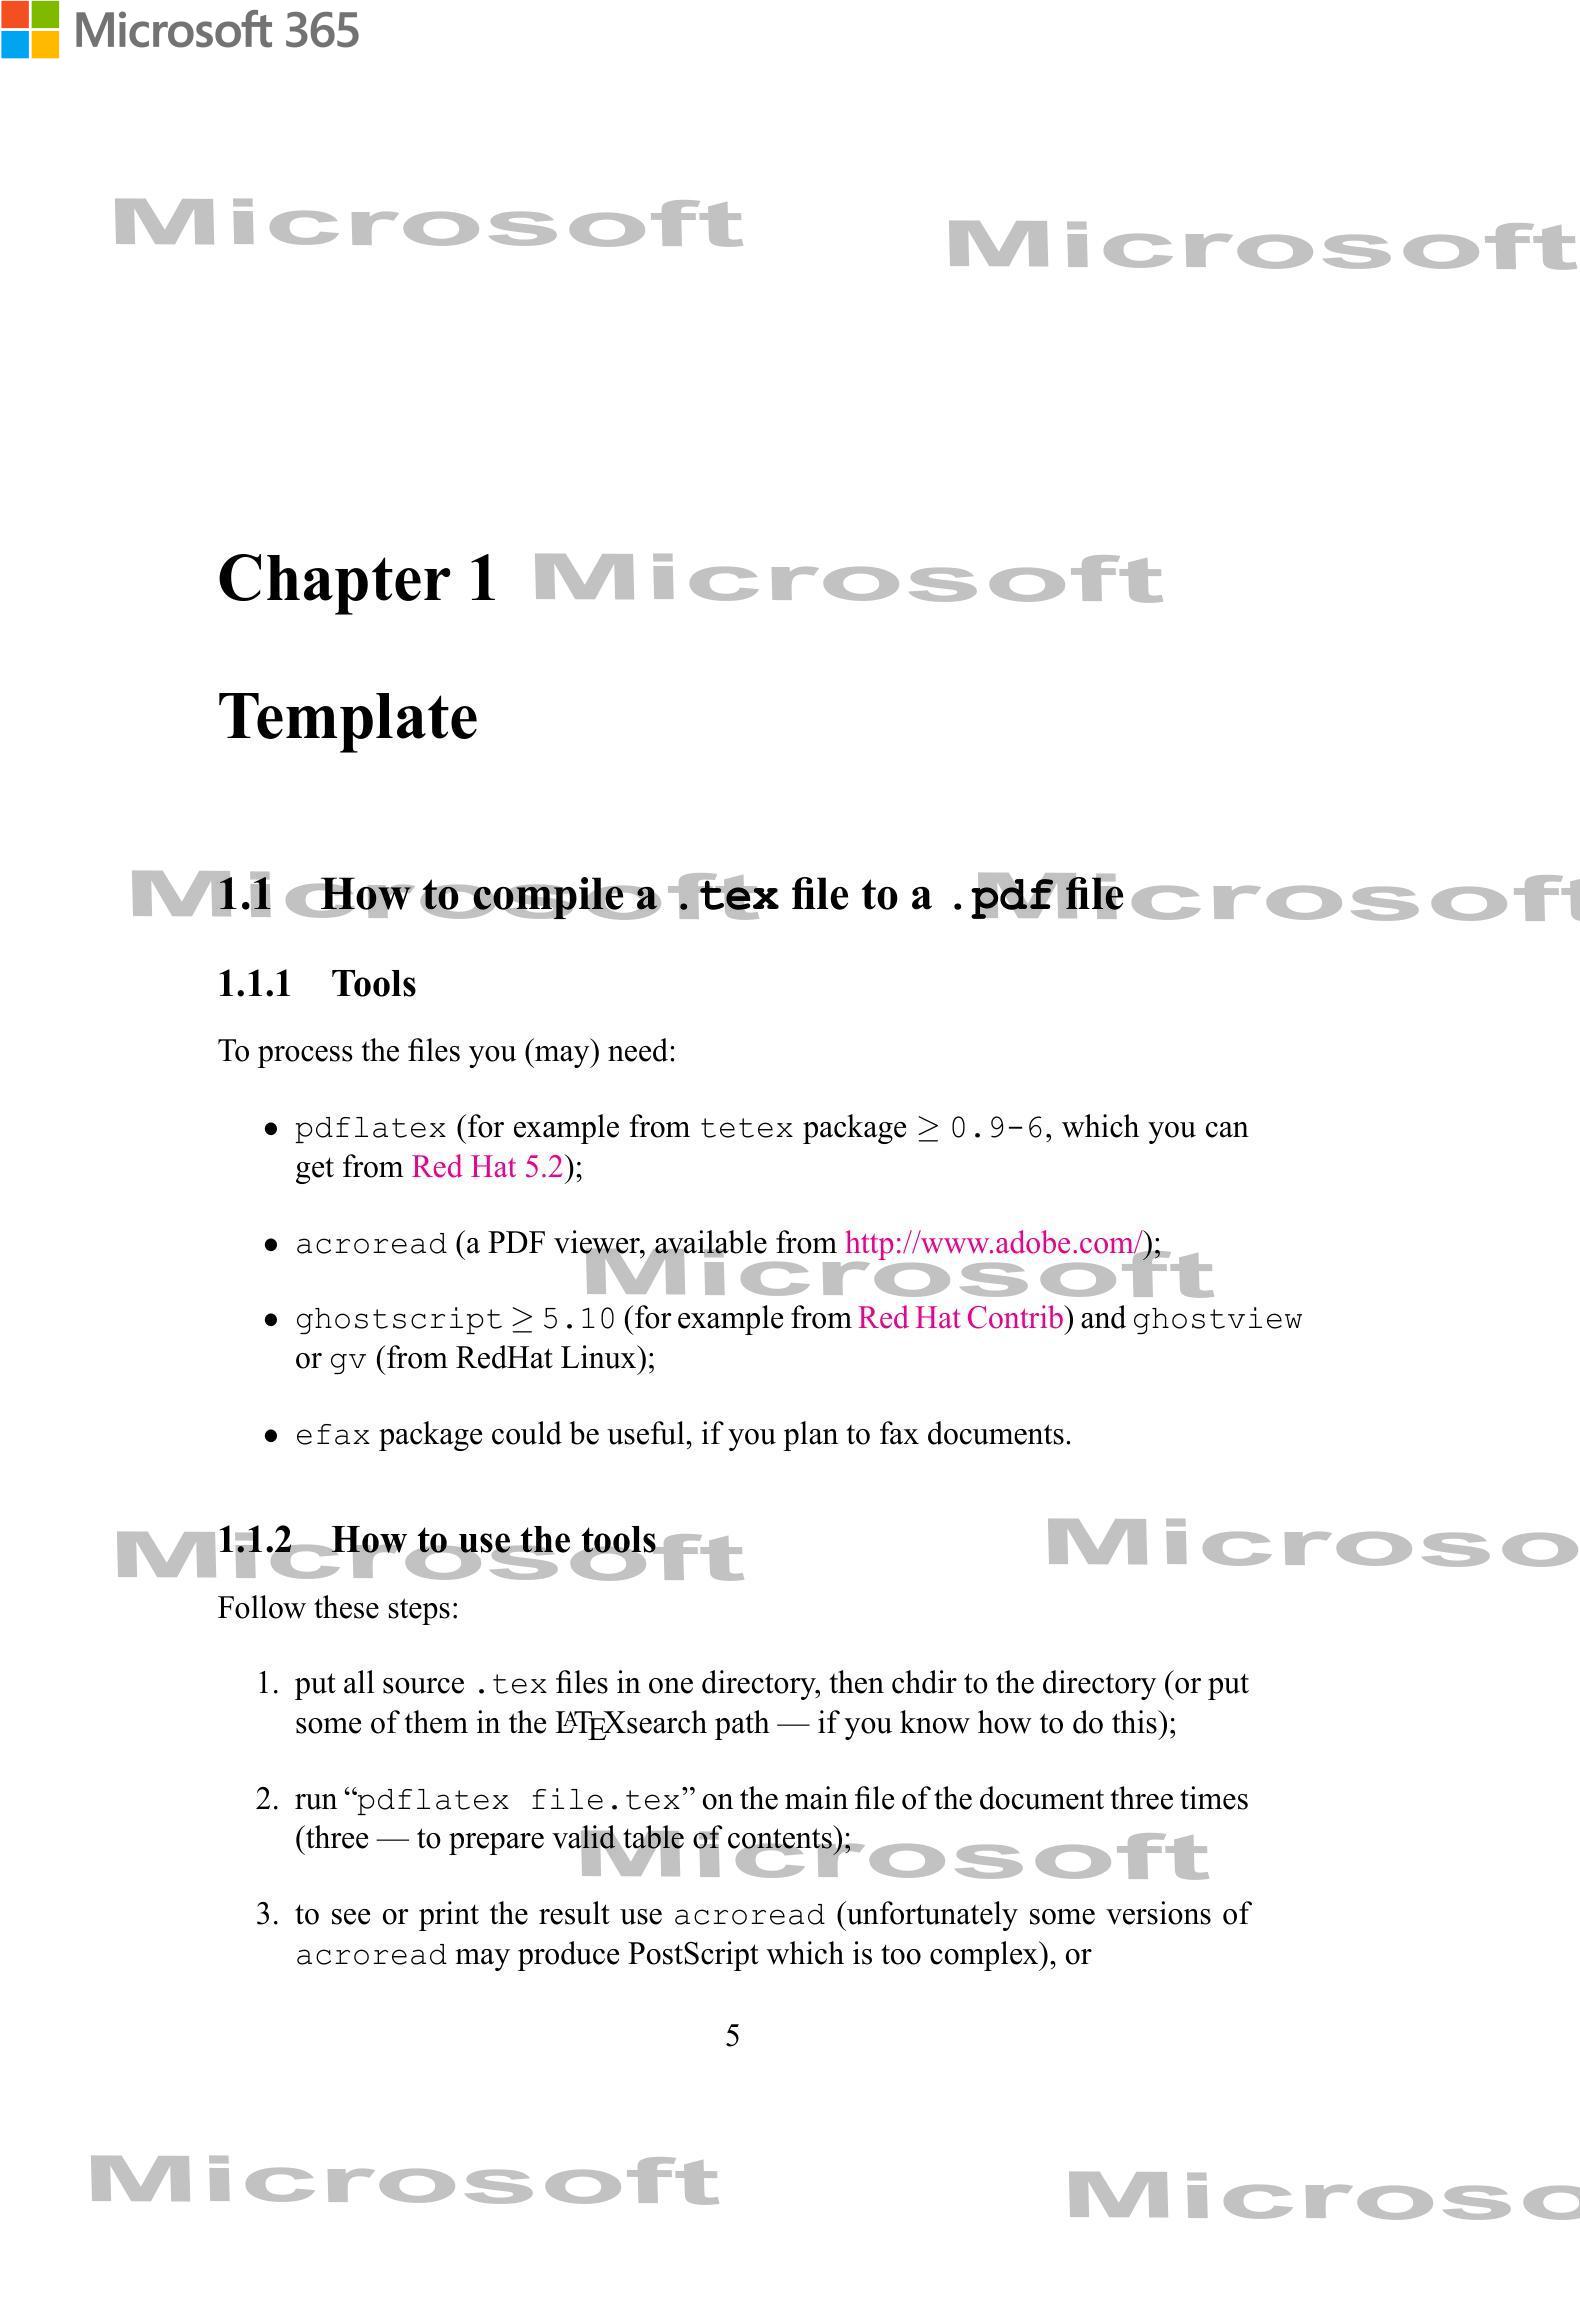 Microsoft 365
Microsoft
Microsoft
Chapter 1 Microsoft
Template
Microsoft
Microsoft
1.1 How to compile a .tex file to a .pdf file
1.1.1 Tools
To process the files you (may) need:
• pdflatex (for example from tetex package ≥ 0.9-6, which you can
get from Red Hat 5.2);
• acroread (a PDF viewer, available from http://www.adobe.com/);
Microsoft
• ghostscript ≥ 5.10 (for example from Red Hat Contrib) and ghostview
or gv (from RedHat Linux);
• efax package could be useful, if you plan to fax documents.
Microsoft
Microso
1.1.2 How to use the tools
Follow these steps:
1. put all source .tex files in one directory, then chdir to the directory (or put
some of them in the LATEXsearch path — if you know how to do this);
2. run “pdflatex file.tex” on the main file of the document three times
(three — to prepare valid table of contents);
Microsoft
3. to see or print the result use acroread (unfortunately some versions of
acroread may produce PostScript which is too complex), or
5
Microsoft
Microso